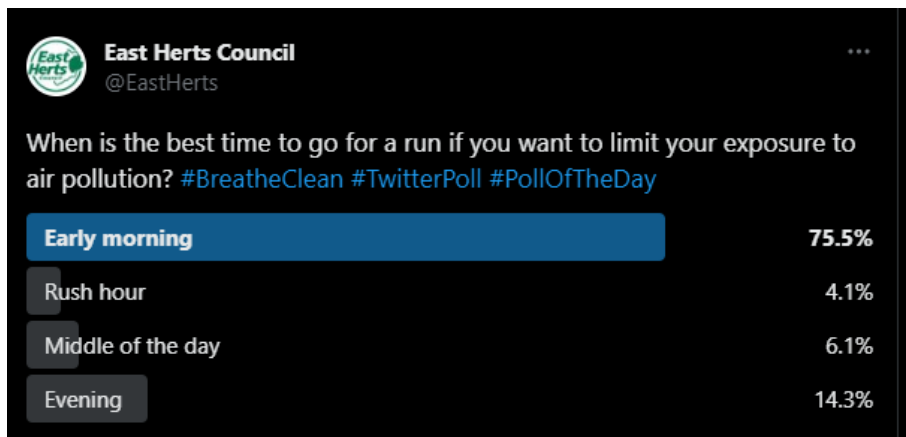 East Herts Council
@EastHerts
East
Herts
When is the best time to go for a run if you want to limit your exposure to
air pollution? #BreatheClean #TwitterPoll #PollOfTheDay
Early morning 75.5%
Rush hour 4.1%
Middle of the day 6.1%
Evening 14.3%